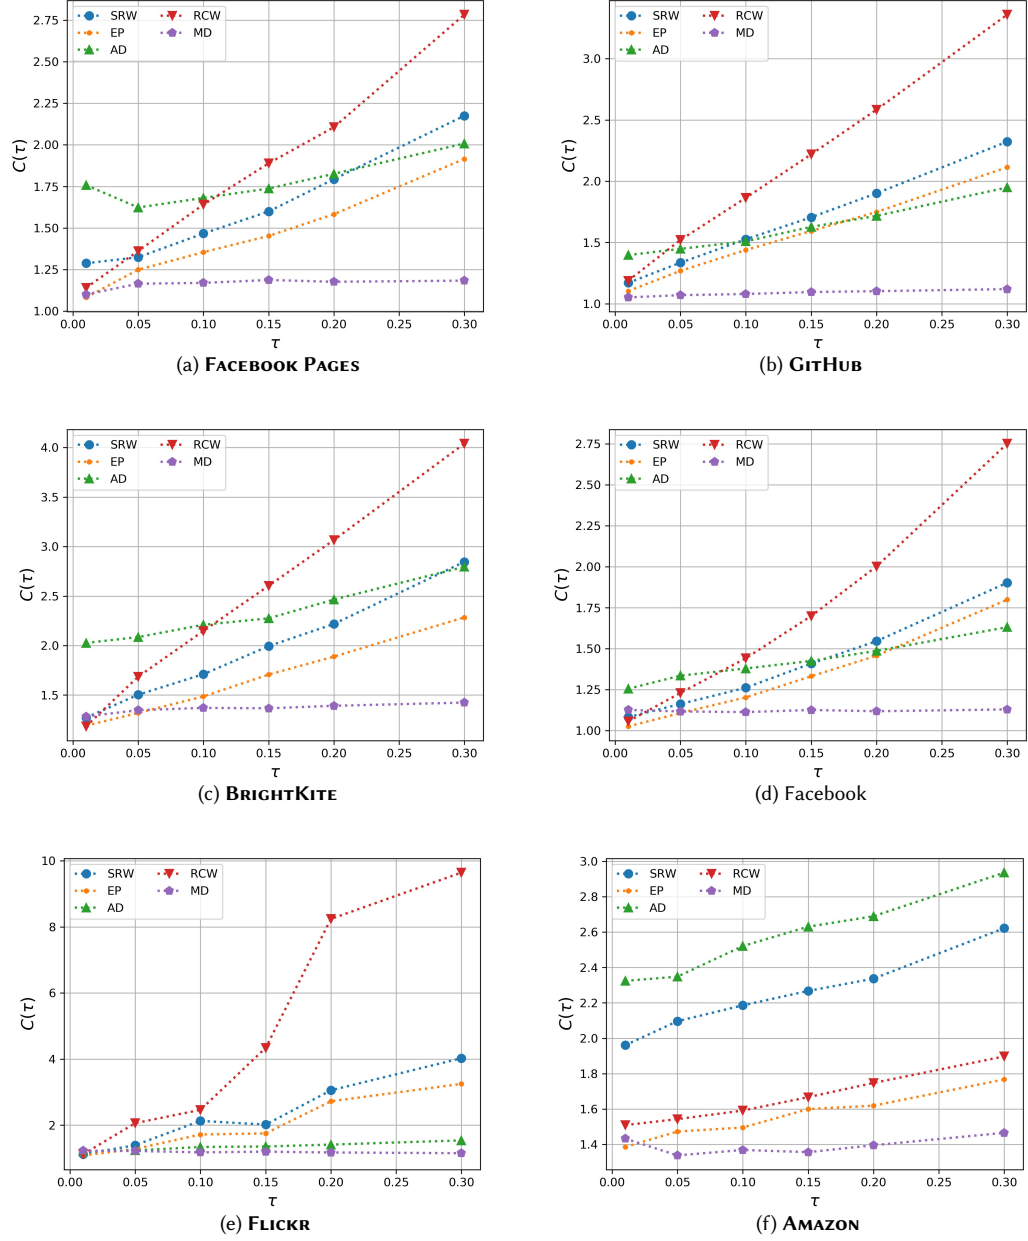 SRW
EP
AD
RCW
MD
2.75
2.50
2.25
2.00
1.75
1.50
1.25
1.00
C(τ)
0.00 0.05 0.10 0.15 0.20 0.25 0.30
τ
(a) FACEBOOK PAGES
SRW
EP
AD
RCW
MD
3.0
2.5
2.0
1.5
1.0
C(τ)
0.00 0.05 0.10 0.15 0.20 0.25 0.30
τ
(b) GITHUB
SRW
EP
AD
RCW
MD
4.0
3.5
3.0
2.5
2.0
1.5
C(τ)
0.00 0.05 0.10 0.15 0.20 0.25 0.30
τ
(c) BRIGHTKITE
SRW
EP
AD
RCW
MD
2.75
2.50
2.25
2.00
1.75
1.50
1.25
1.00
C(τ)
0.00 0.05 0.10 0.15 0.20 0.25 0.30
τ
(d) Facebook
SRW
EP
AD
RCW
MD
10
8
6
4
2
C(τ)
0.00 0.05 0.10 0.15 0.20 0.25 0.30
τ
(e) FLICKR
SRW
EP
AD
RCW
MD
3.0
2.8
2.6
2.4
2.2
2.0
1.8
1.6
1.4
C(τ)
0.00 0.05 0.10 0.15 0.20 0.25 0.30
τ
(f) AMAZON